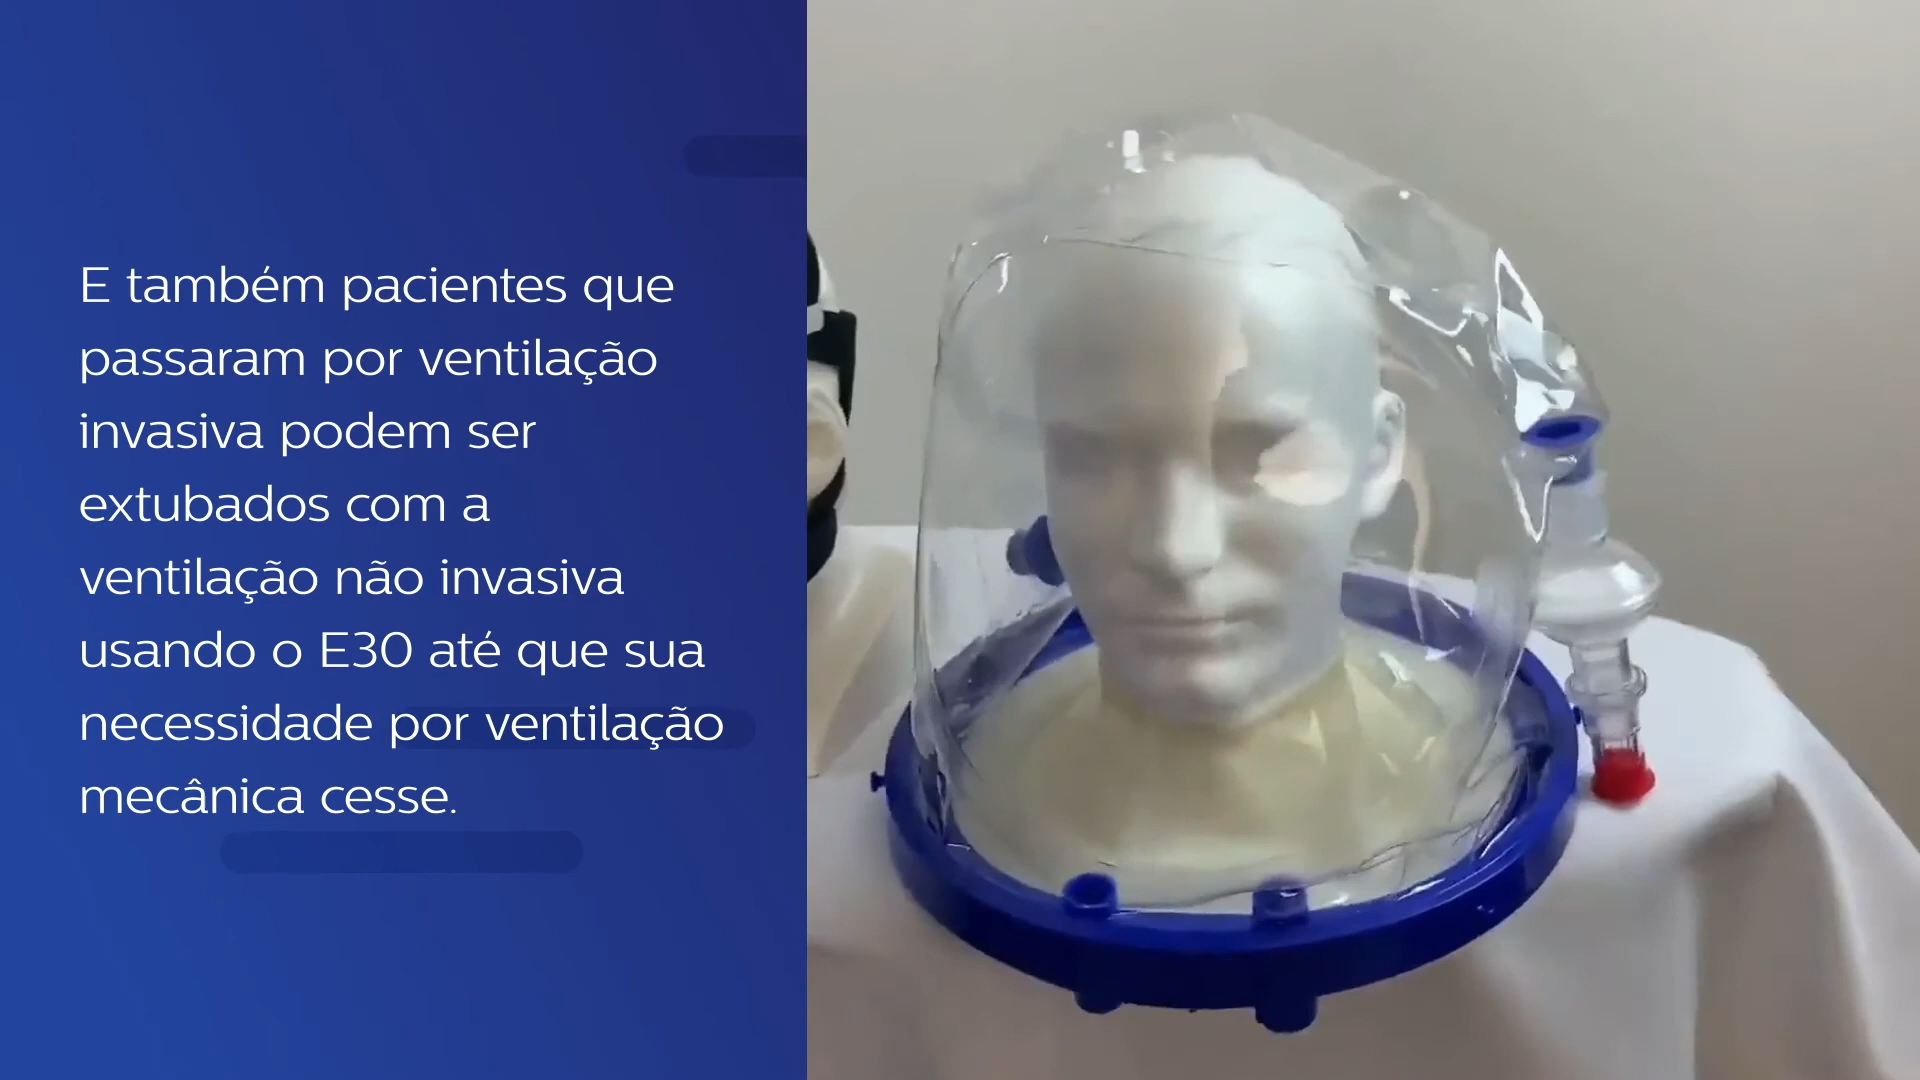 E também pacientes que
passaram por ventilação
invasiva podem ser
extubados com a
ventilação não invasiva
usando o E30 até que sua
necessidade por ventilação
mecânica cesse.